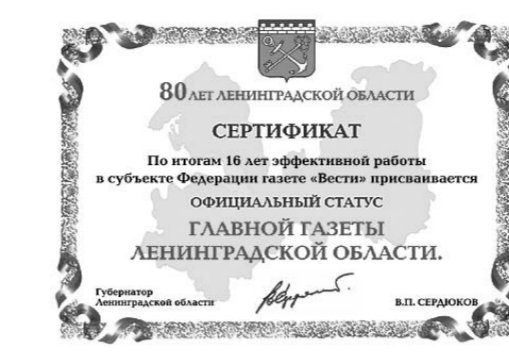 80 ЛЕТ ЛЕНИНГРАДСКОЙ ОБЛАСТИ
СЕРТИФИКАТ
По итогам 16 лет эффективной работы
в субъекте Федерации газете «Вести» присваивается
ОФИЦИАЛЬНЫЙ СТАТУС
ГЛАВНОЙ ГАЗЕТЫ
ЛЕНИНГРАДСКОЙ ОБЛАСТИ.
Губернатор
Ленинградской области
В.П. СЕРДЮКОВ